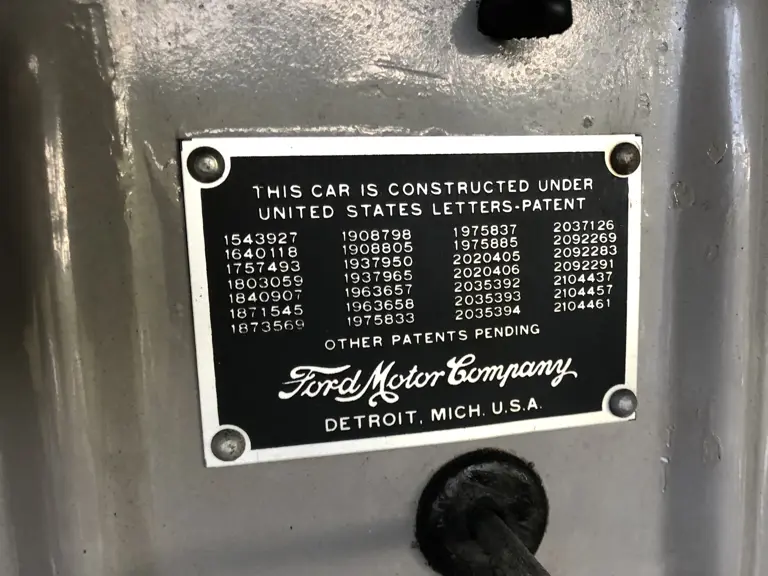 THIS CAR IS CONSTRUCTED UNDER
UNITED STATES LETTERS-PATENT
1543927 1908798 1975837 2037126
1640118 1908805 1975885 2092269
1757493 1937950 2020405 2092283
1803059 1937965 2020406 2092291
1840907 1963657 2035392 2104437
1871545 1963658 2035393 2104457
1873569 1975833 2035394 2104461
OTHER PATENTS PENDING
Ford Motor Company
DETROIT, MICH. U.S.A.